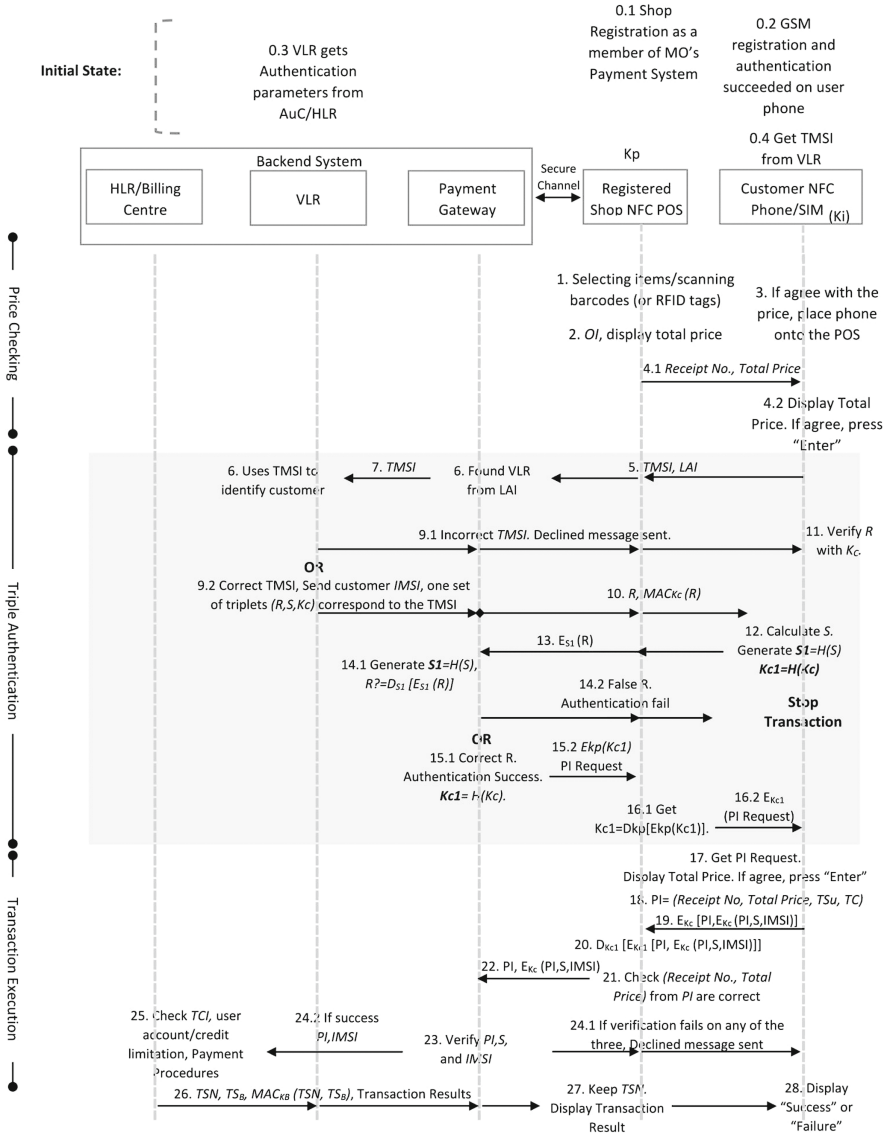 0.1 Shop
Registration as a
member of MO's
Payment System
0.2 GSM
registration and
authentication
succeeded on user
phone
0.3 VLR gets
Authentication
parameters from
AuC/HLR
Initial State:
0.4 Get TMSI
from VLR
Kp
Backend System
HLR/Billing
Centre
VLR
Payment
Gateway
Secure
Channel
Registered
Shop NFC POS
Customer NFC
Phone/SIM (Ki)
Price Checking
1. Selecting items/scanning
barcodes (or RFID tags)
2. OI, display total price
3. If agree with the
price, place phone
onto the POS
4.1 Receipt No., Total Price
4.2 Display Total
Price. If agree, press
"Enter"
Triple Authentication
6. Uses TMSI to
identify customer
7. TMSI
6. Found VLR
from LAI
5. TMSI, LAI
9.1 Incorrect TMSI. Declined message sent.
11. Verify R
with KC.
OR
9.2 Correct TMSI, Send customer IMSI, one set
of triplets (R,S,Kc) correspond to the TMSI
10. R, MACKc (R)
13. ES1 (R)
12. Calculate S.
Generate S1=H(S)
Kc1=H(Kc)
14.1 Generate S1=H(S),
R?=DS1 [ES1 (R)]
14.2 False R.
Authentication fail
Stop
Transaction
OR
15.1 Correct R.
Authentication Success.
Kc1= H(Kc).
15.2 Ekp(Kc1)
PI Request
16.1 Get
Kc1=Dkp[Ekp(Kc1)].
16.2 EKc1
(PI Request)
Transaction Execution
17. Get PI Request.
Display Total Price. If agree, press "Enter"
18. PI= (Receipt No, Total Price, TSu, TC)
19. EKc [PI,EKc (PI,S,IMSI)]
20. DKc1 [EKc1 [PI, EKc (PI,S,IMSI)]]
22. PI, EKc (PI,S,IMSI)
21. Check (Receipt No., Total
Price) from PI are correct
25. Check TCI, user
account/credit
limitation, Payment
Procedures
24.2 If success
PI,IMSI
23. Verify PI,S,
and IMSI
24.1 If verification fails on any of the
three, Declined message sent
26. TSN, TSB, MACKB (TSN, TSB), Transaction Results
27. Keep TSN.
Display Transaction
Result
28. Display
"Success" or
"Failure"